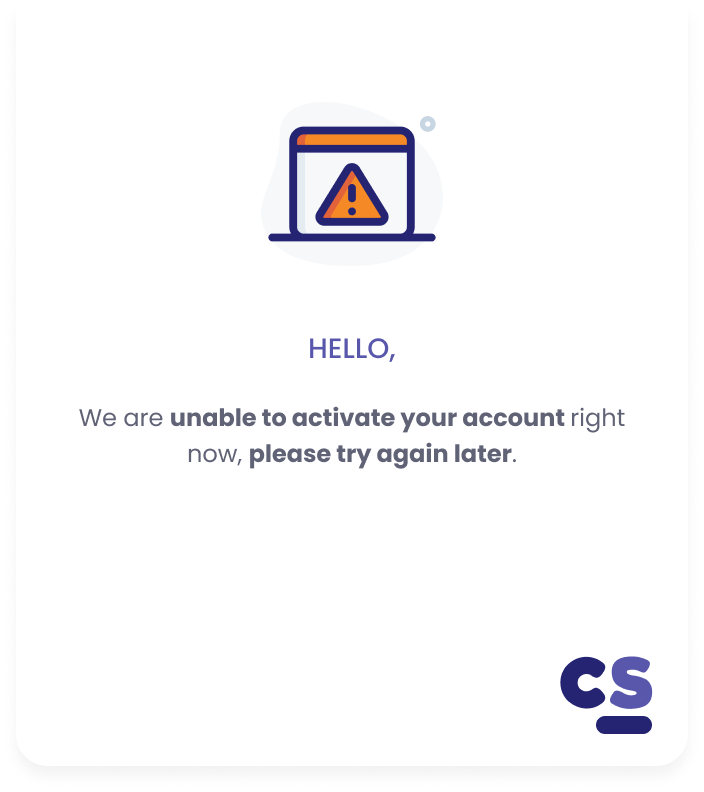 HELLO,
We are unable to activate your account right
now, please try again later.
CS